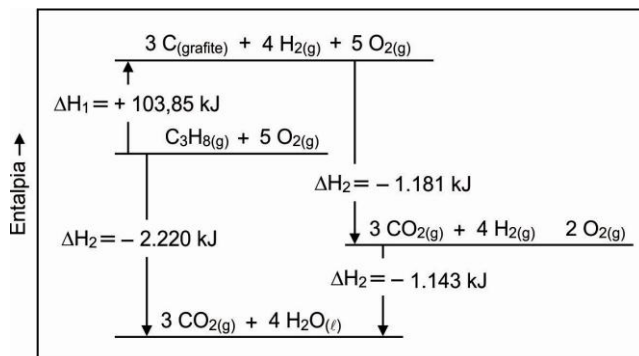 3 C(grafite) + 4 H2(g) + 5 O2(g)
ΔH1 = + 103,85 kJ
C3H8(g) + 5 O2(g)
Entalpia →
ΔH2 = – 1.181 kJ
ΔH2 = – 2.220 kJ
3 CO2(g) + 4 H2(g) 2 O2(g)
ΔH2 = – 1.143 kJ
3 CO2(g) + 4 H2O(ℓ)